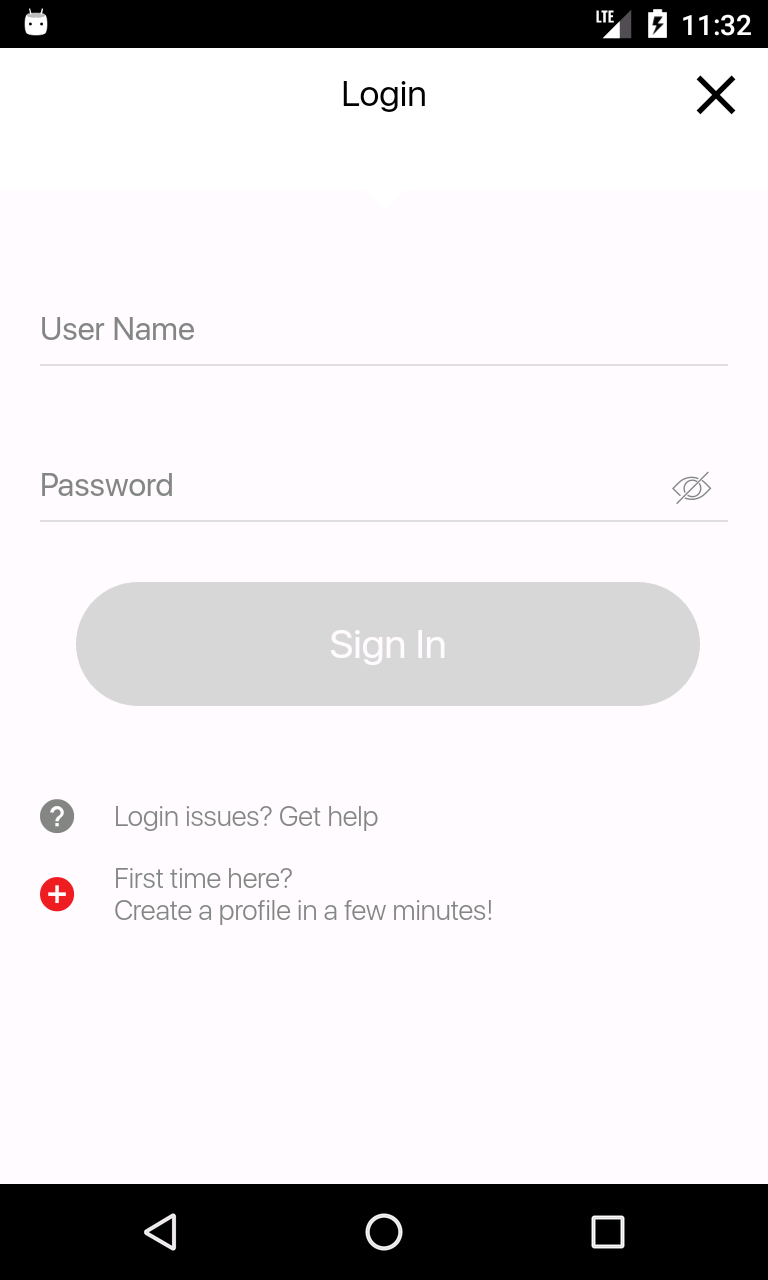 LTE 11:32
Login
User Name
Password
Sign In
Login issues? Get help
First time here?
Create a profile in a few minutes!